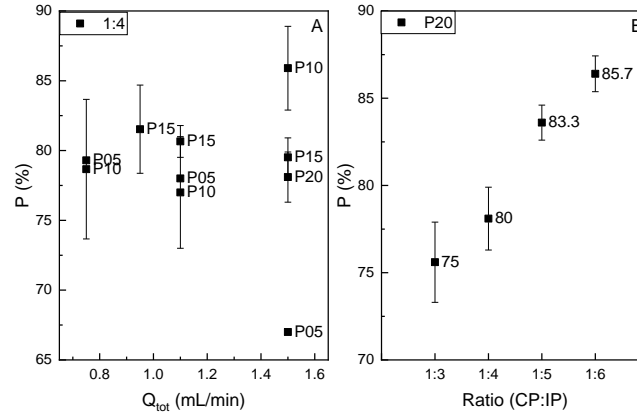 1:4
A
P10
P15
P15
P05
P10
P05
P10
P15
P20
P05
90
85
80
75
70
65
P (%)
0.8 1.0 1.2 1.4 1.6
Qtot (mL/min)
P20
85.7
83.3
80
75
90
85
80
75
70
P (%)
1:3 1:4 1:5 1:6
Ratio (CP:IP)